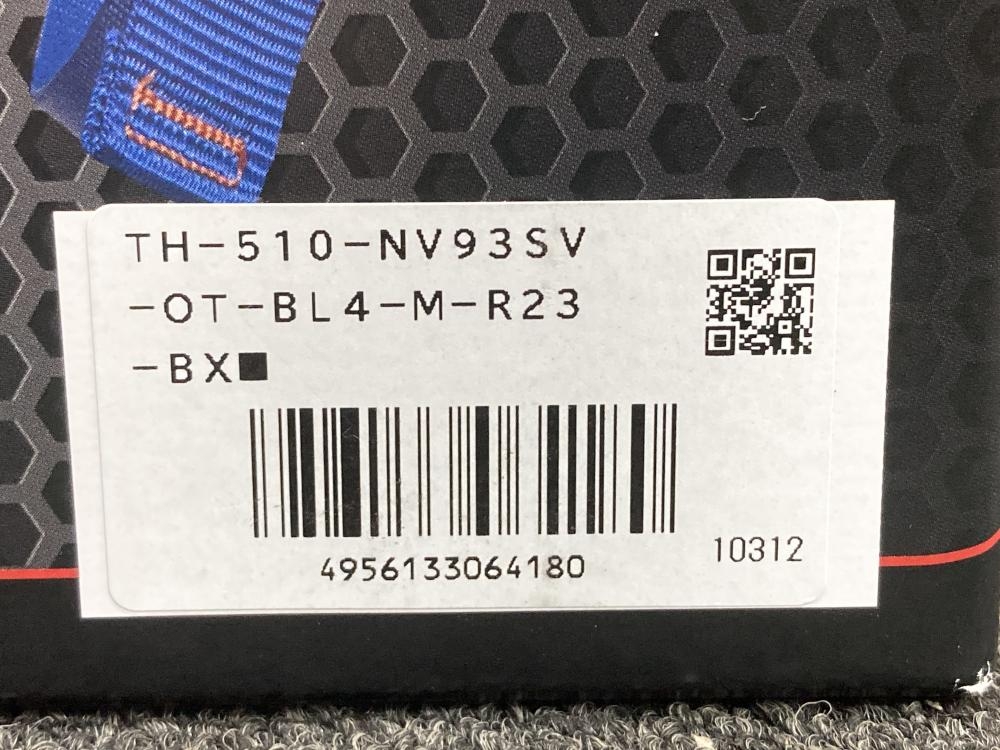 TH-510-NV93SV
-OT-BL4-M-R23
-BX■
4956133064180
10312